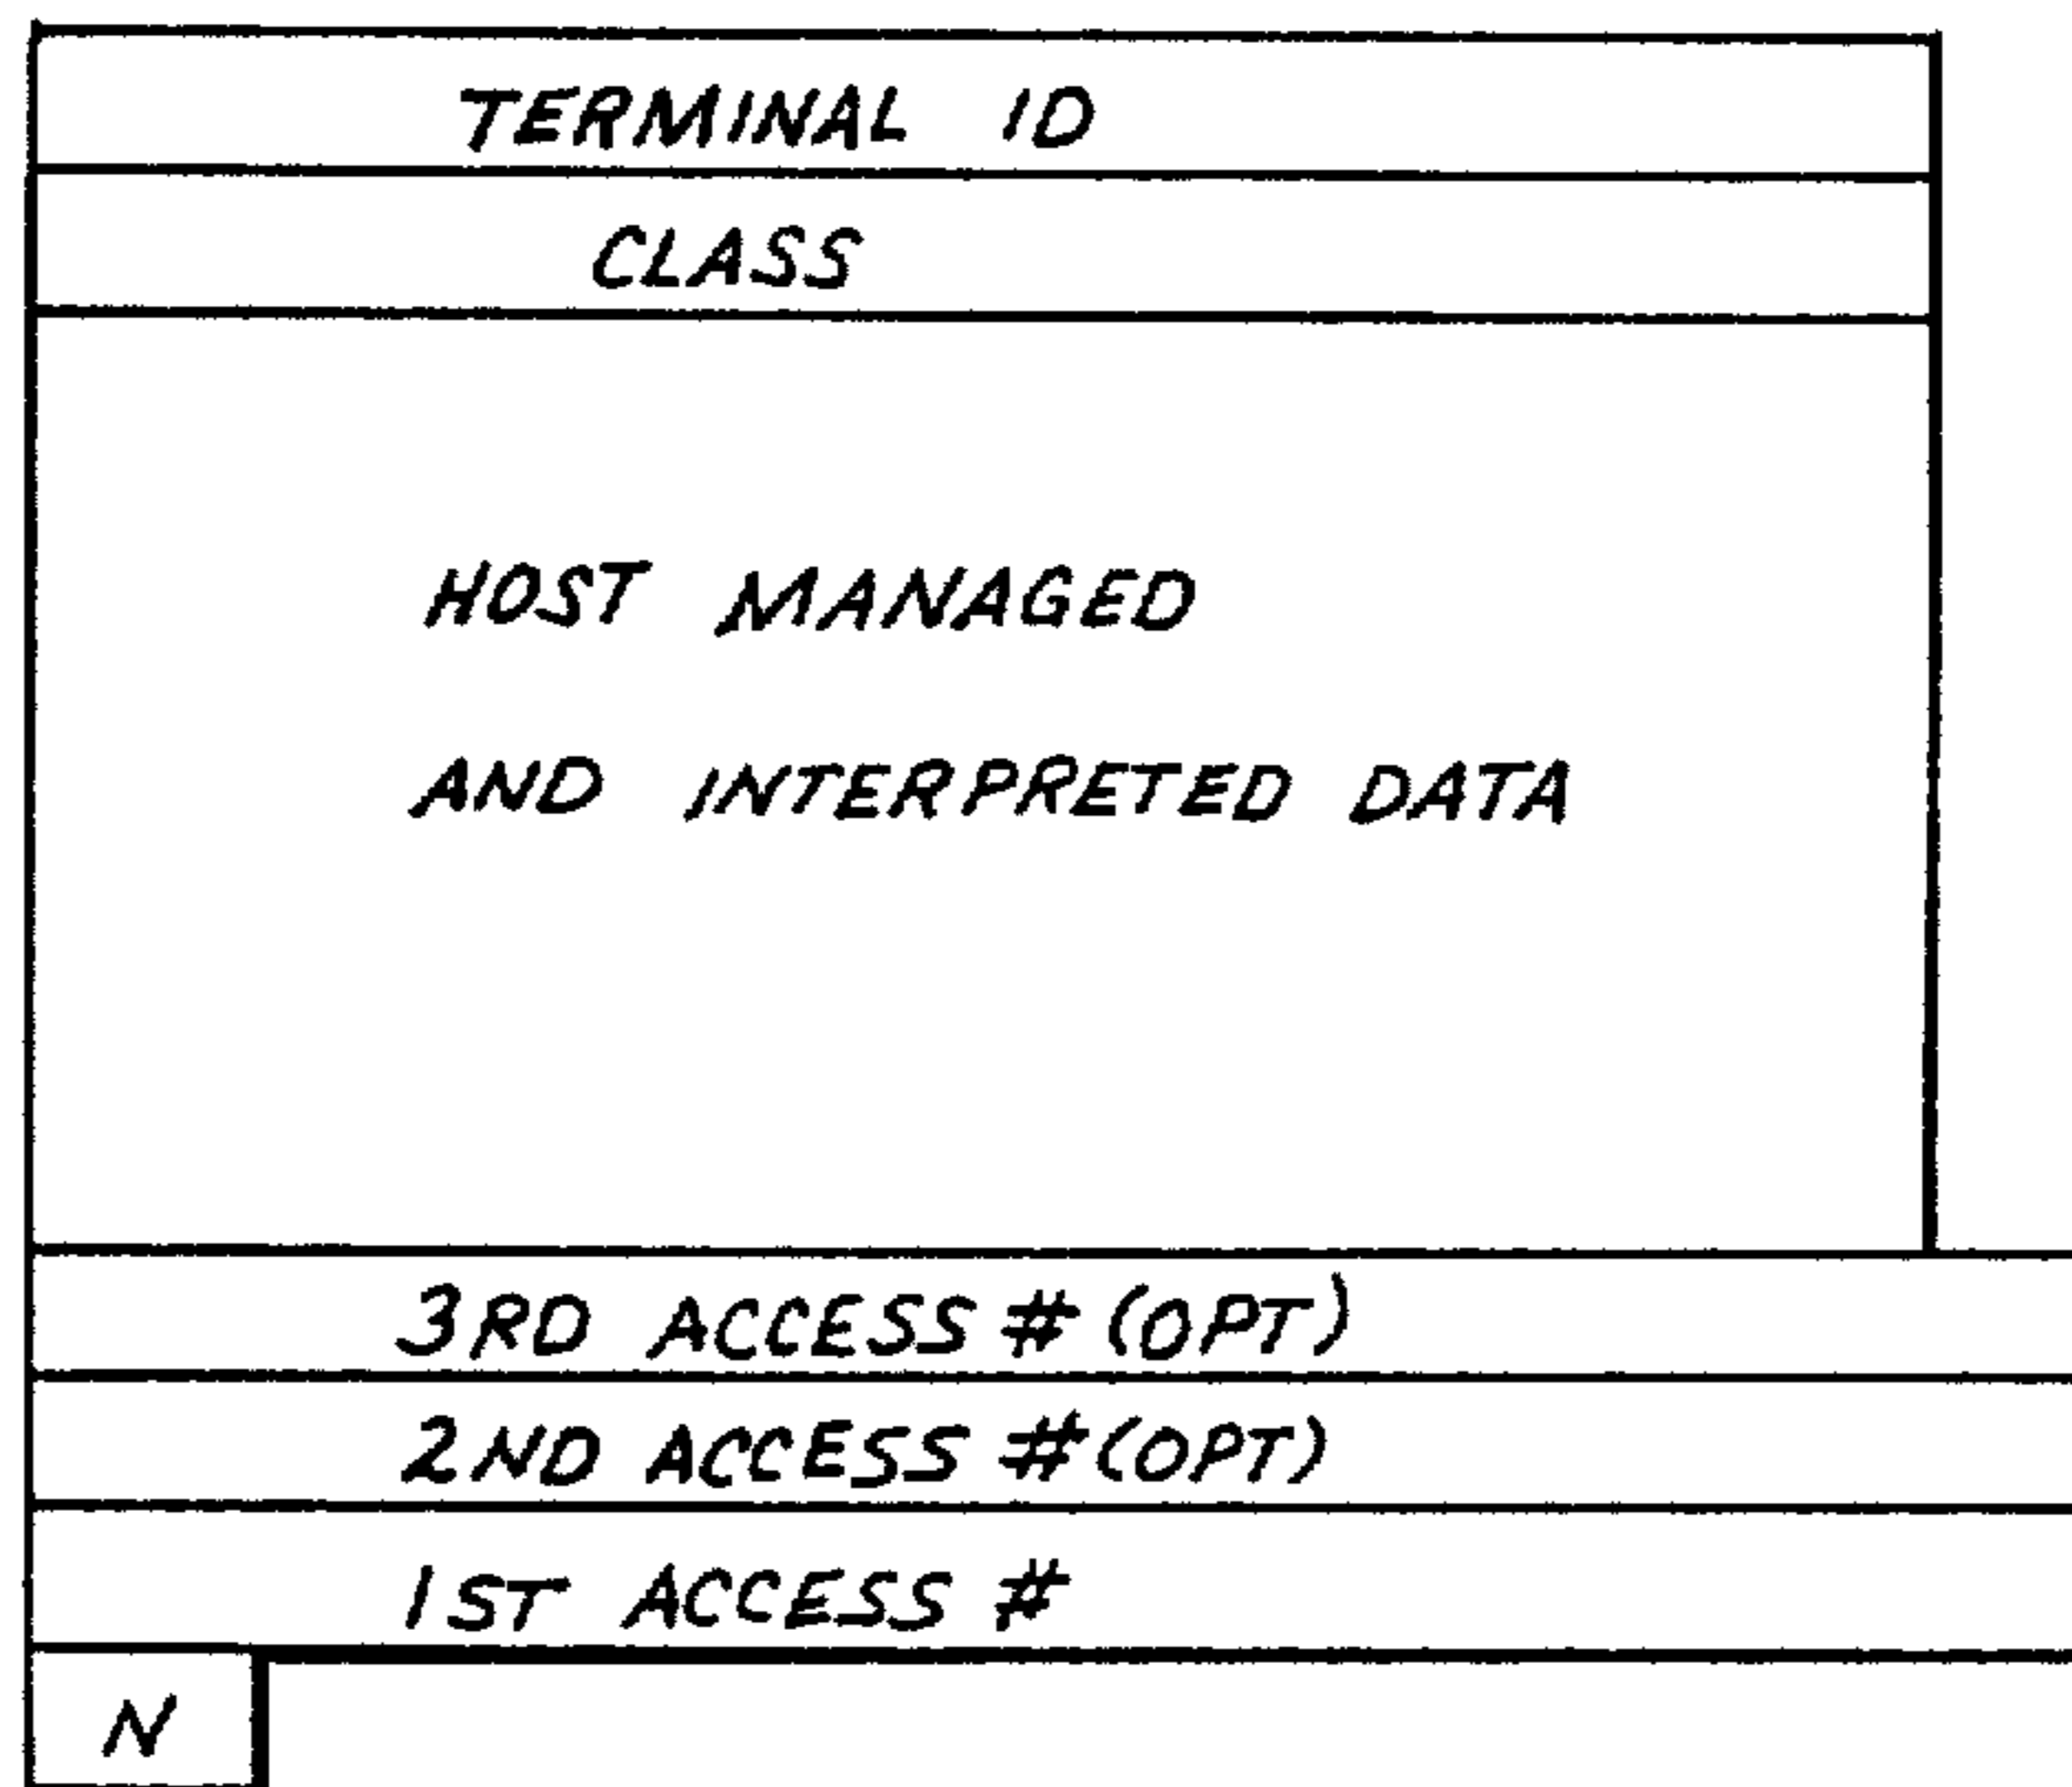 TERMINAL ID
CLASS
HOST MANAGED
AND INTERPRETED DATA
3RD ACCESS # (OPT)
2ND ACCESS # (OPT)
1ST ACCESS #
N